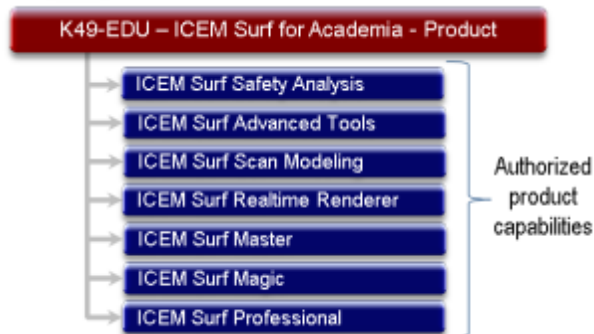 K49-EDU – ICEM Surf for Academia - Product
ICEM Surf Safety Analysis
ICEM Surf Advanced Tools
ICEM Surf Scan Modeling
ICEM Surf Realtime Renderer
ICEM Surf Master
ICEM Surf Magic
ICEM Surf Professional
Authorized
product
capabilities